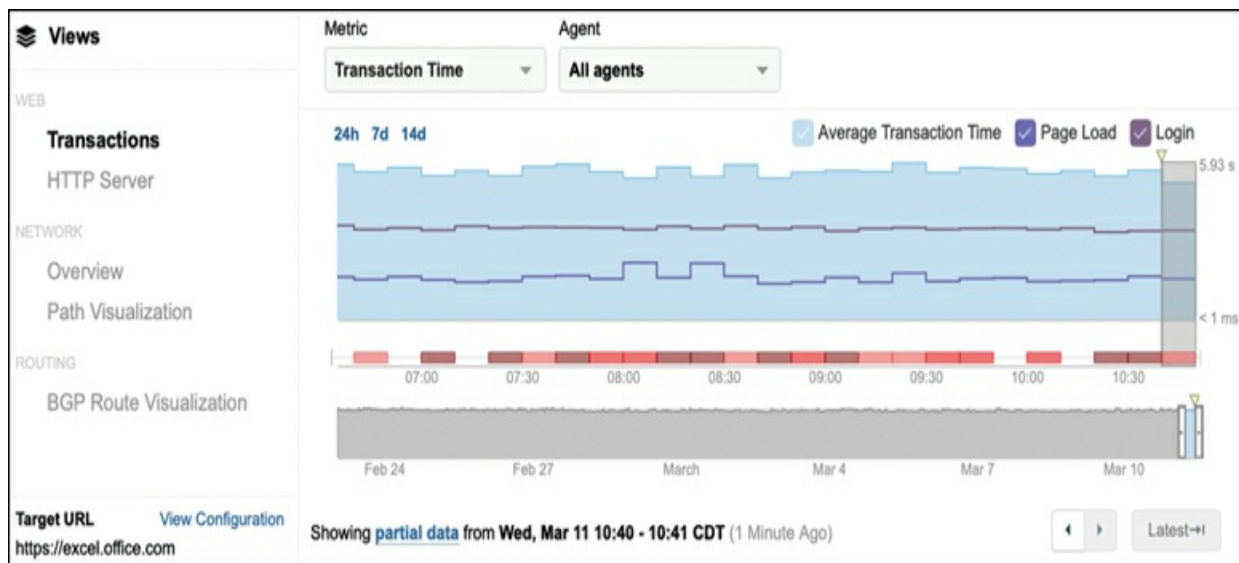 Views
WEB
Transactions
HTTP Server
NETWORK
Overview
Path Visualization
ROUTING
BGP Route Visualization
Target URL View Configuration
https://excel.office.com
Metric Agent
Transaction Time All agents
24h 7d 14d Average Transaction Time Page Load Login
5.93 s
< 1 ms
07:00 07:30 08:00 08:30 09:00 09:30 10:00 10:30
Feb 24 Feb 27 March Mar 4 Mar 7 Mar 10
Showing partial data from Wed, Mar 11 10:40 - 10:41 CDT (1 Minute Ago) Latest